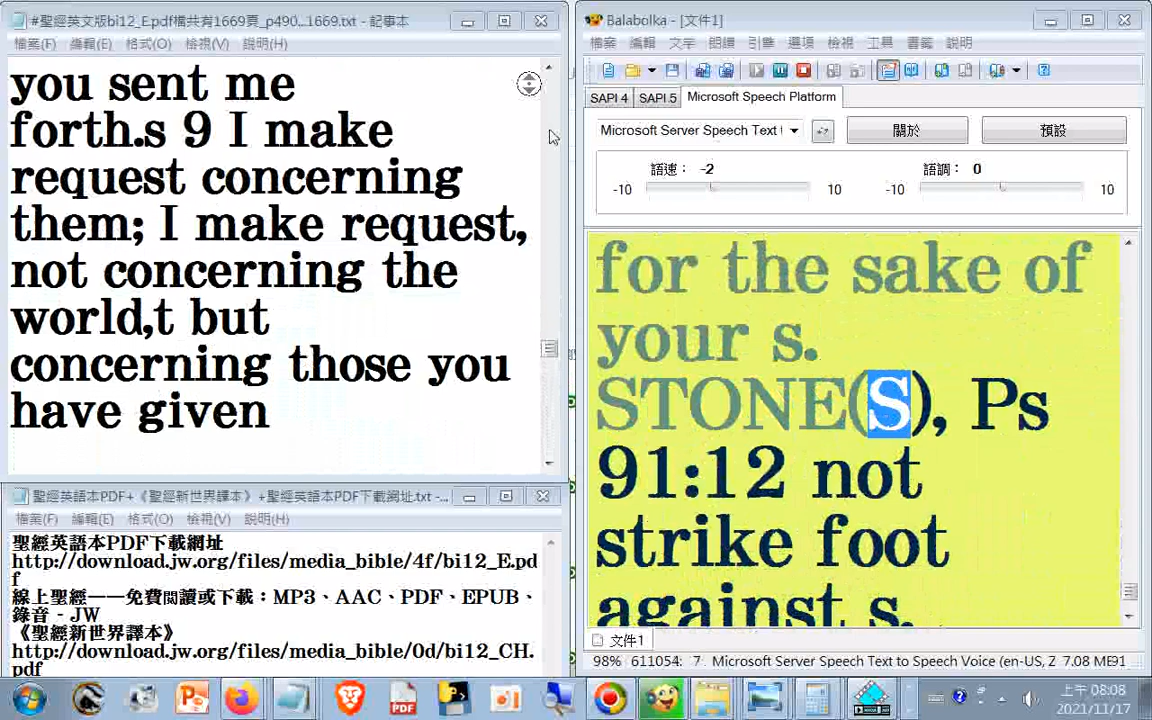 #聖經英文版bi12_E.pdf檔共有1669頁_p490,..1669.txt - 記事本
檔案(F) 編輯(E) 格式(O) 檢視(V) 說明(H)
you sent me
forth.s 9 I make
request concerning
them; I make request,
not concerning the
world,t but
concerning those you
have given
聖經英語本PDF+《聖經新世界譯本》+聖經英語本PDF下載網址.txt -...
檔案(F) 編輯(E) 格式(O) 檢視(V) 說明(H)
聖經英語本PDF下載網址
http://download.jw.org/files/media_bible/4f/bi12_E.pd
f
線上聖經——免費閱讀或下載：MP3、AAC、PDF、EPUB、
錄音 - JW
《聖經新世界譯本》
http://download.jw.org/files/media_bible/0d/bi12_CH.
pdf
Balabolka - [文件1]
檔案 編輯 文字 朗讀 引擎 選項 檢視 工具 書籤 說明
SAPI 4 SAPI 5 Microsoft Speech Platform
Microsoft Server Speech Text t 關於 預設
語速： -2 語調： 0
-10 10 -10 10
for the sake of
your s.
STONE(S), Ps
91:12 not
strike foot
against s.
文件1
98% 611054: 7 Microsoft Server Speech Text to Speech Voice (en-US, Z 7.08 ME91
上午 08:08
2021/11/17